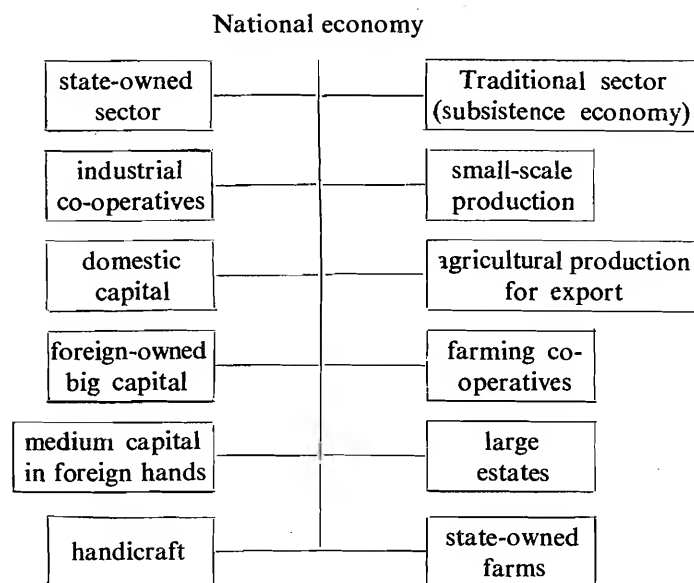 National economy
state-owned
sector
Traditional sector
(subsistence economy)
industrial
co-operatives
small-scale
production
domestic
capital
agricultural production
for export
foreign-owned
big capital
farming co-
operatives
medium capital
in foreign hands
large
estates
handicraft
state-owned
farms